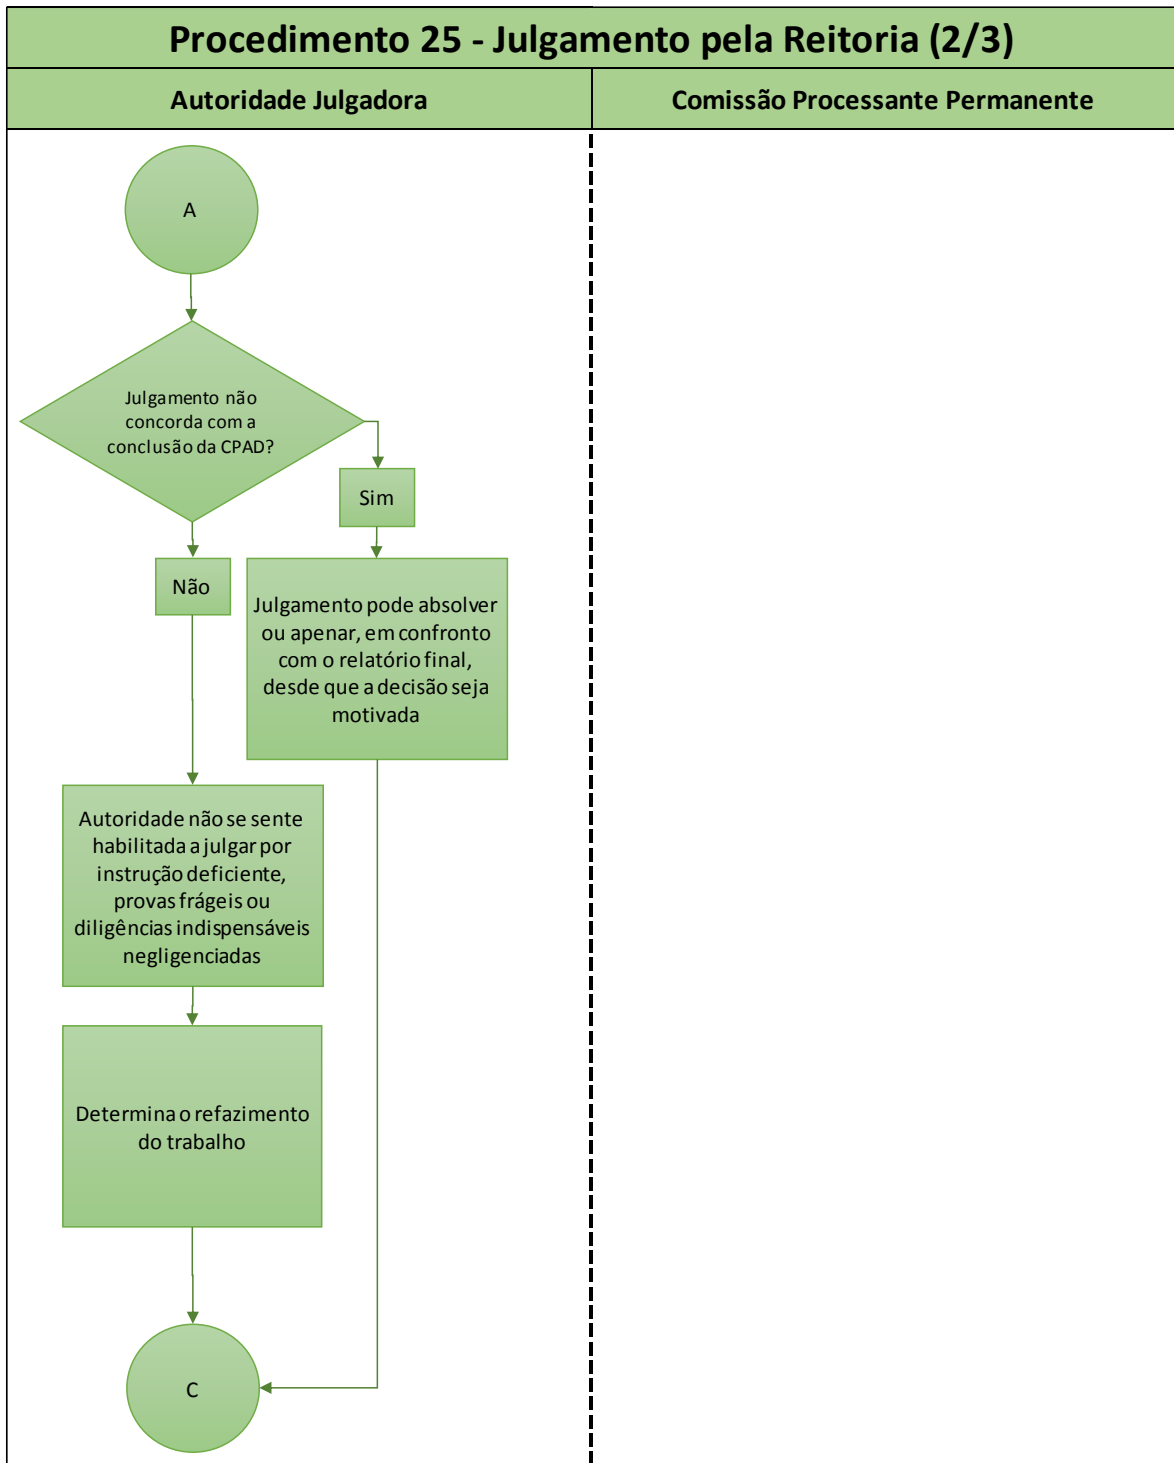 Procedimento 25 - Julgamento pela Reitoria (2/3)
Autoridade Julgadora
Comissão Processante Permanente
A
Julgamento não
concorda com a
conclusão da CPAD?
Sim
Não
Julgamento pode absolver
ou apenar, em confronto
com o relatório final,
desde que a decisão seja
motivada
Autoridade não se sente
habilitada a julgar por
instrução deficiente,
provas frágeis ou
diligências indispensáveis
negligenciadas
Determina o refazimento
do trabalho
C